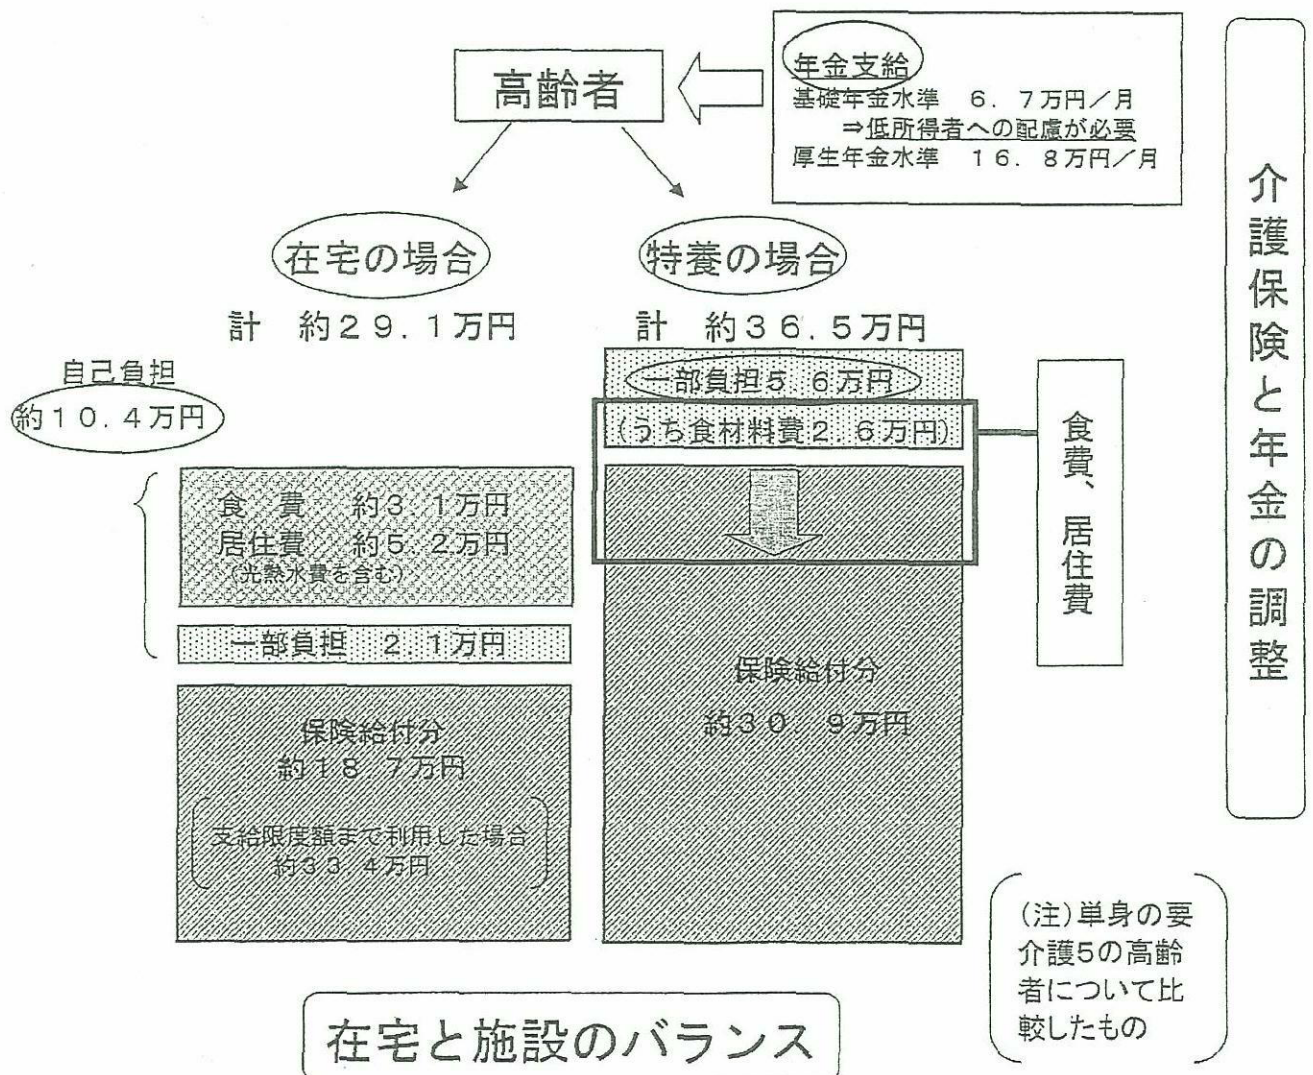 高齢者
年金支給
基礎年金水準 6.7万円/月
⇒低所得者への配慮が必要
厚生年金水準 16.8万円/月
介護保険と年金の調整
在宅の場合
計 約29.1万円
特養の場合
計 約36.5万円
自己負担
約10.4万円
食 費 約3.1万円
居住費 約5.2万円
(光熱水費を含む)
一部負担 2.1万円
保険給付分
約18.7万円
支給限度額まで利用した場合
約33.4万円
一部負担5.6万円
(うち食材料費2.6万円)
保険給付分
約30.9万円
食費、居住費
(注)単身の要
介護5の高齢
者について比
較したもの
在宅と施設のバランス